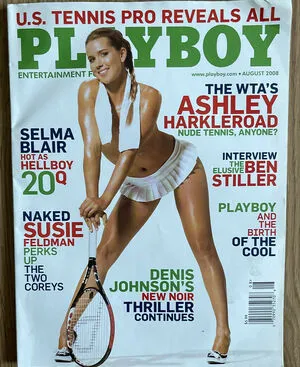 U.S. TENNIS PRO REVEALS ALL
PLAYBOY
ENTERTAINMENT F
www.playboy.com • AUGUST 2008
THE WTA'S
ASHLEY
HARKLEROAD
NUDE TENNIS, ANYONE?
SELMA
BLAIR
HOT AS
HELLBOY
20Q
INTERVIEW
THE ELUSIVE BEN
STILLER
NAKED
SUSIE
FELDMAN
PERKS
UP
THE
TWO
COREYS
PLAYBOY
AND THE
BIRTH
OF THE
COOL
DENIS
JOHNSON'S
NEW NOIR
THRILLER
CONTINUES